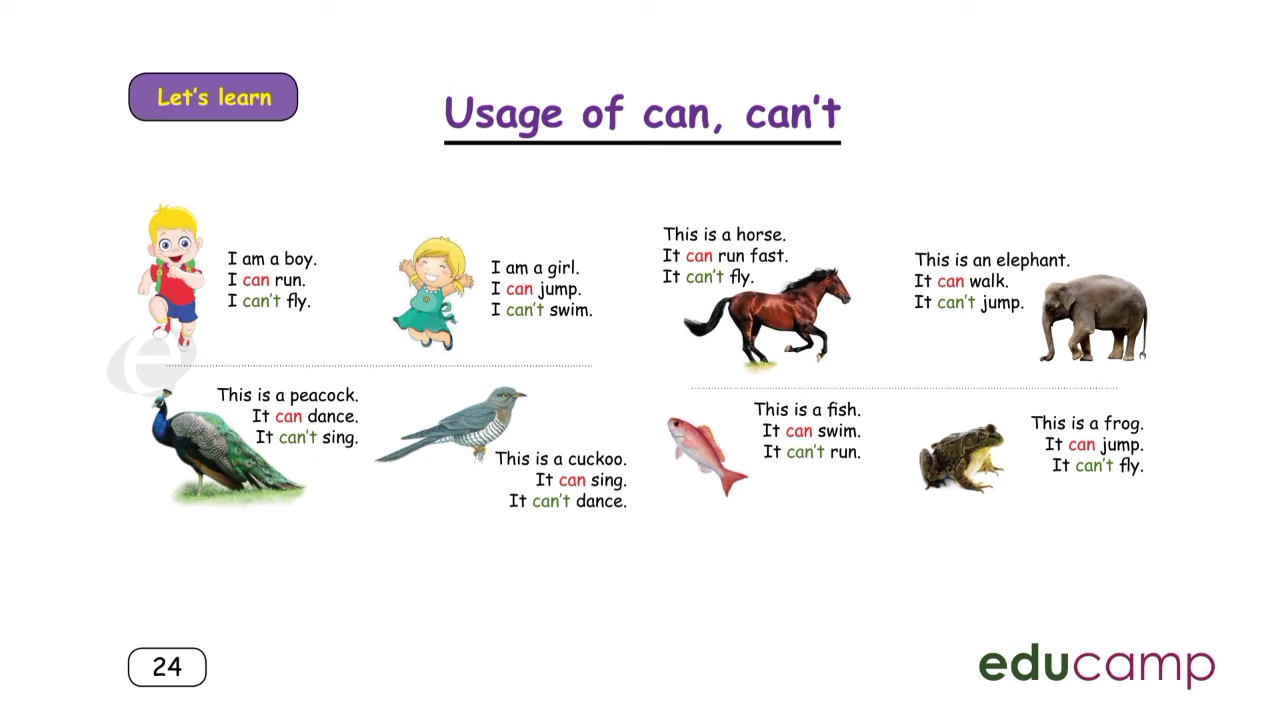 Let's learn
Usage of can, can't
I am a boy.
I can run.
I can't fly.
I am a girl.
I can jump.
I can't swim.
This is a horse.
It can run fast.
It can't fly.
This is an elephant.
It can walk.
It can't jump.
This is a peacock.
It can dance.
It can't sing.
This is a cuckoo.
It can sing.
It can't dance.
This is a fish.
It can swim.
It can't run.
This is a frog.
It can jump.
It can't fly.
24
educamp
e